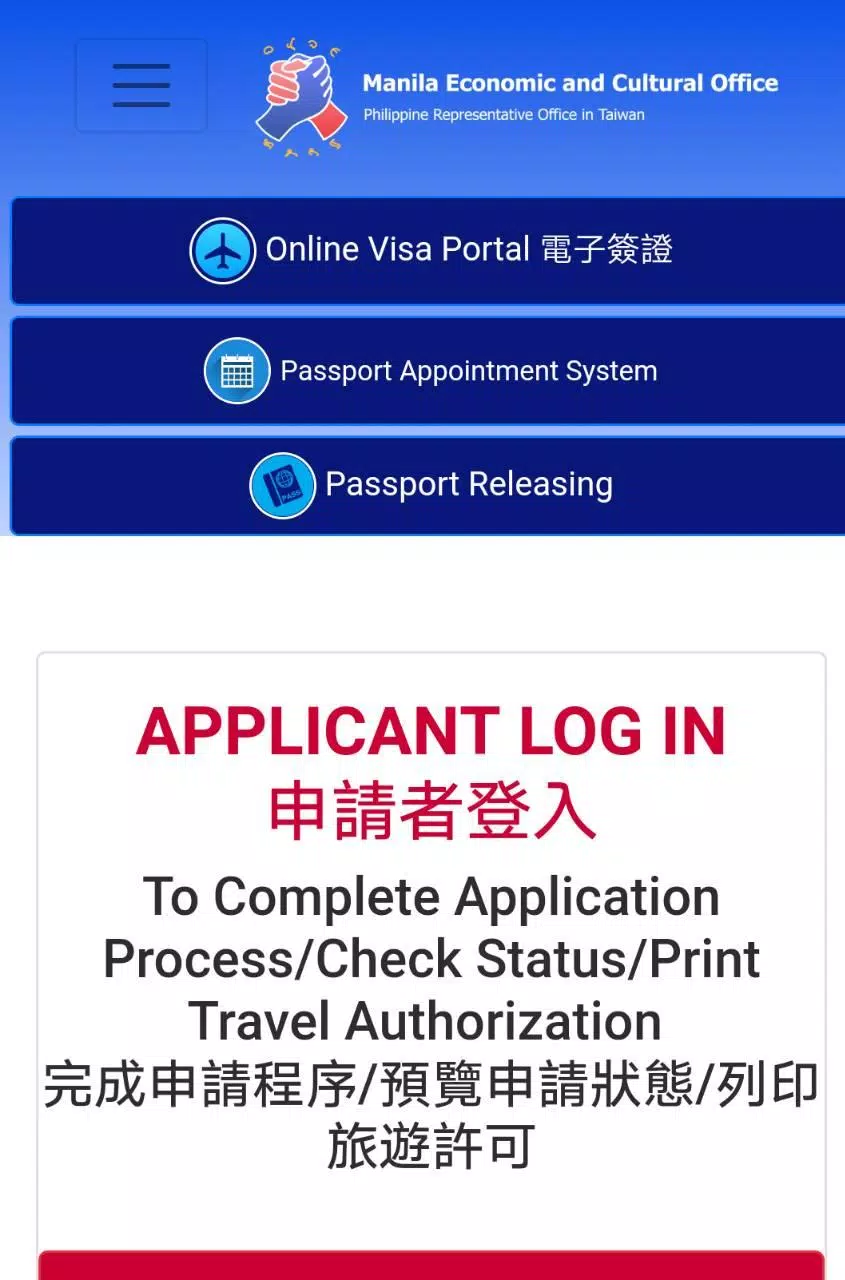 Manila Economic and Cultural Office
Philippine Representative Office in Taiwan
Online Visa Portal 電子簽證
Passport Appointment System
PASS
Passport Releasing
APPLICANT LOG IN
申請者登入
To Complete Application
Process/Check Status/Print
Travel Authorization
完成申請程序/預覽申請狀態/列印
旅遊許可